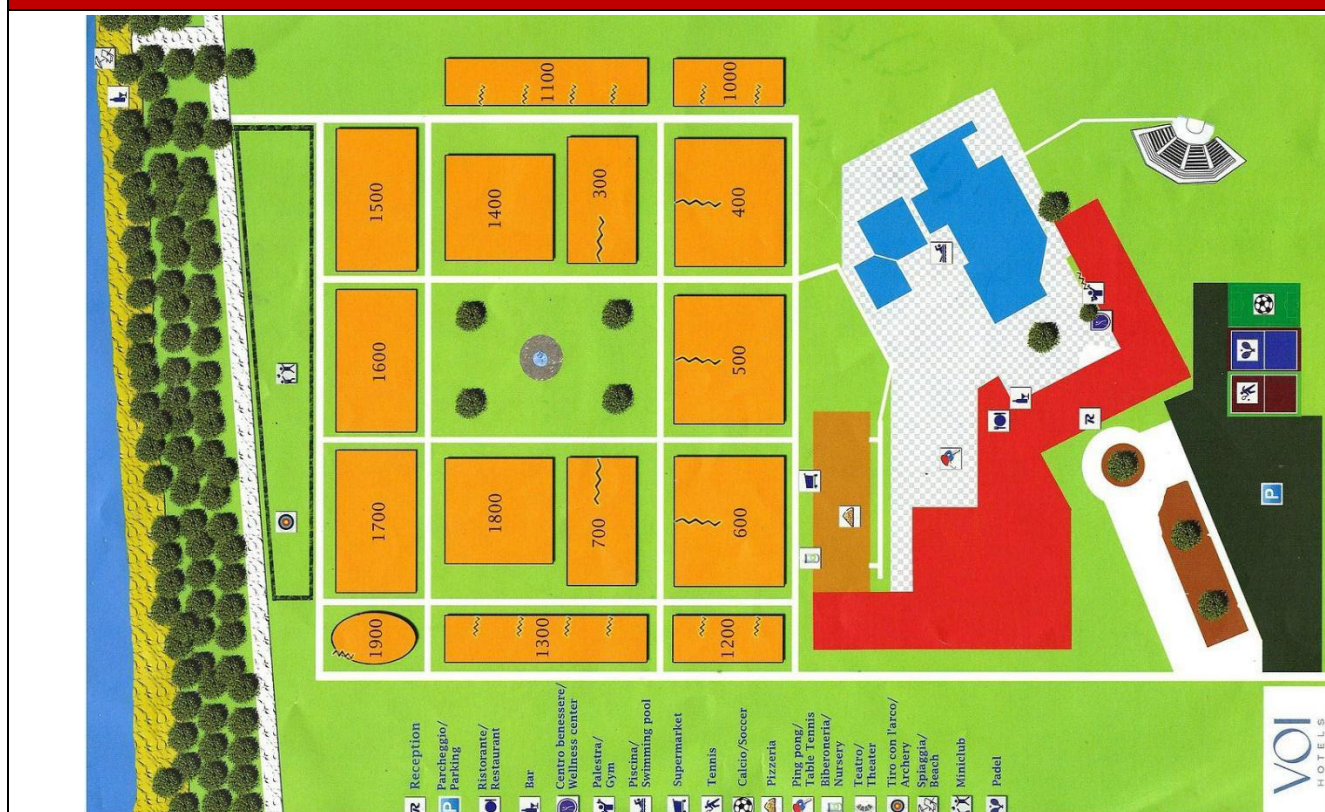 1100
1000
1500
1400
300
400
1600
500
1700
1800
700
600
1900
1300
1200
R
P
R Reception
P Parcheggio/
Parking
Ristorante/
Restaurant
Bar
Centro benessere/
Wellness center
Palestra/
Gym
Piscina/
Swimming pool
Supermarket
Tennis
Calcio/Soccer
Pizzeria
Ping pong/
Table Tennis
Biberoneria/
Nursery
Teatro/
Theater
Tiro con l'arco/
Archery
Spiaggia/
Beach
Miniclub
Padel
VOI
HOTELS